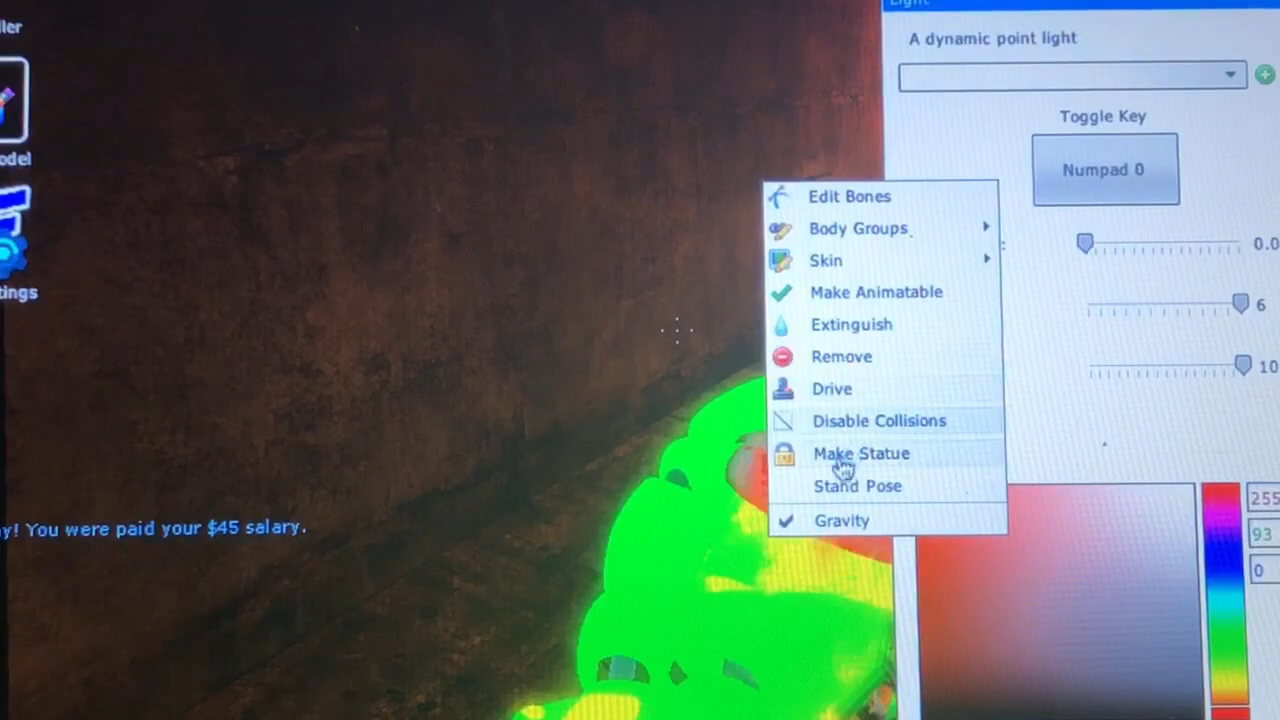 ller
odel
tings
y! You were paid your $45 salary.
Light
A dynamic point light
Toggle Key
Numpad 0
:
0.0
6
10
255
93
0
Edit Bones
Body Groups
Skin
Make Animatable
Extinguish
Remove
Drive
Disable Collisions
Make Statue
Stand Pose
Gravity